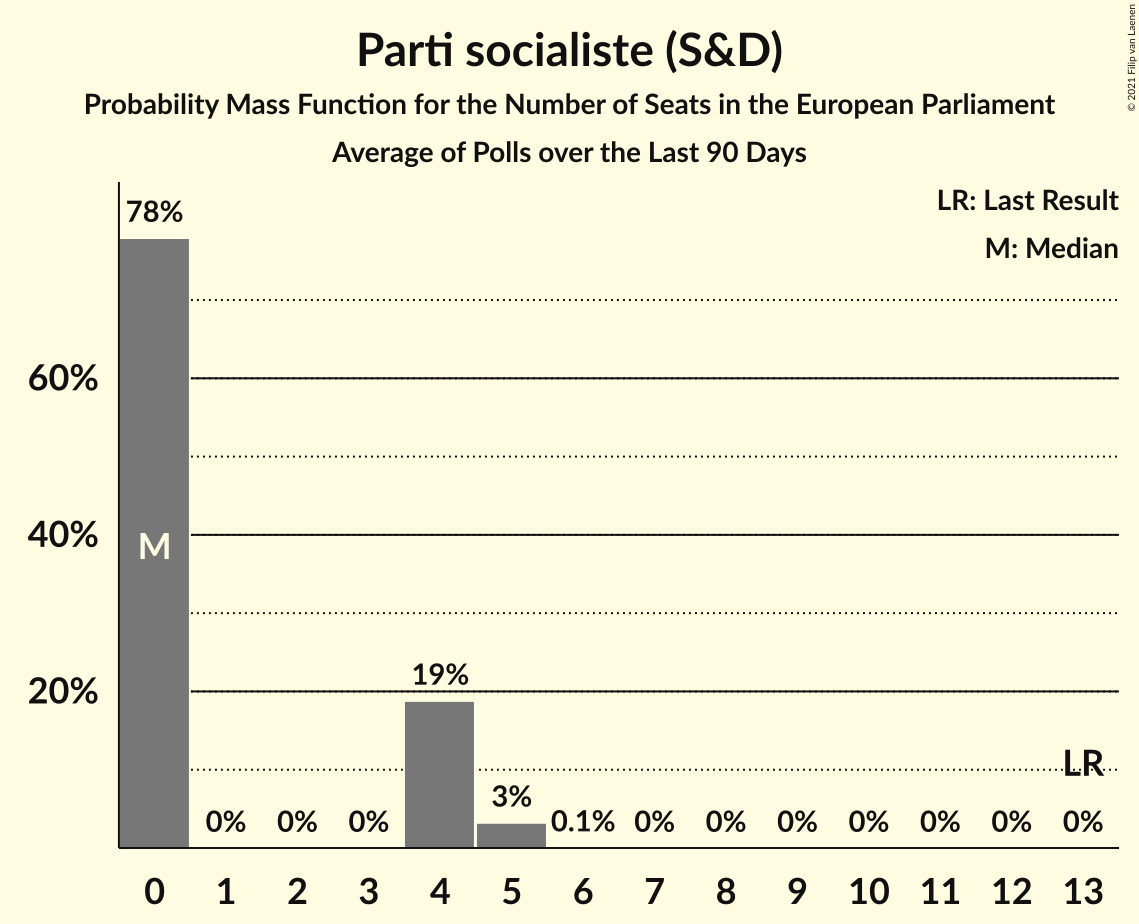 Parti socialiste (S&D)
Probability Mass Function for the Number of Seats in the European Parliament
Average of Polls over the Last 90 Days
© 2021 Filip van Laenen
LR: Last Result
M: Median
78%
60%
40%
M
20%
19%
LR
3%
0% 0% 0% 0.1% 0% 0% 0% 0% 0% 0% 0%
0 1 2 3 4 5 6 7 8 9 10 11 12 13